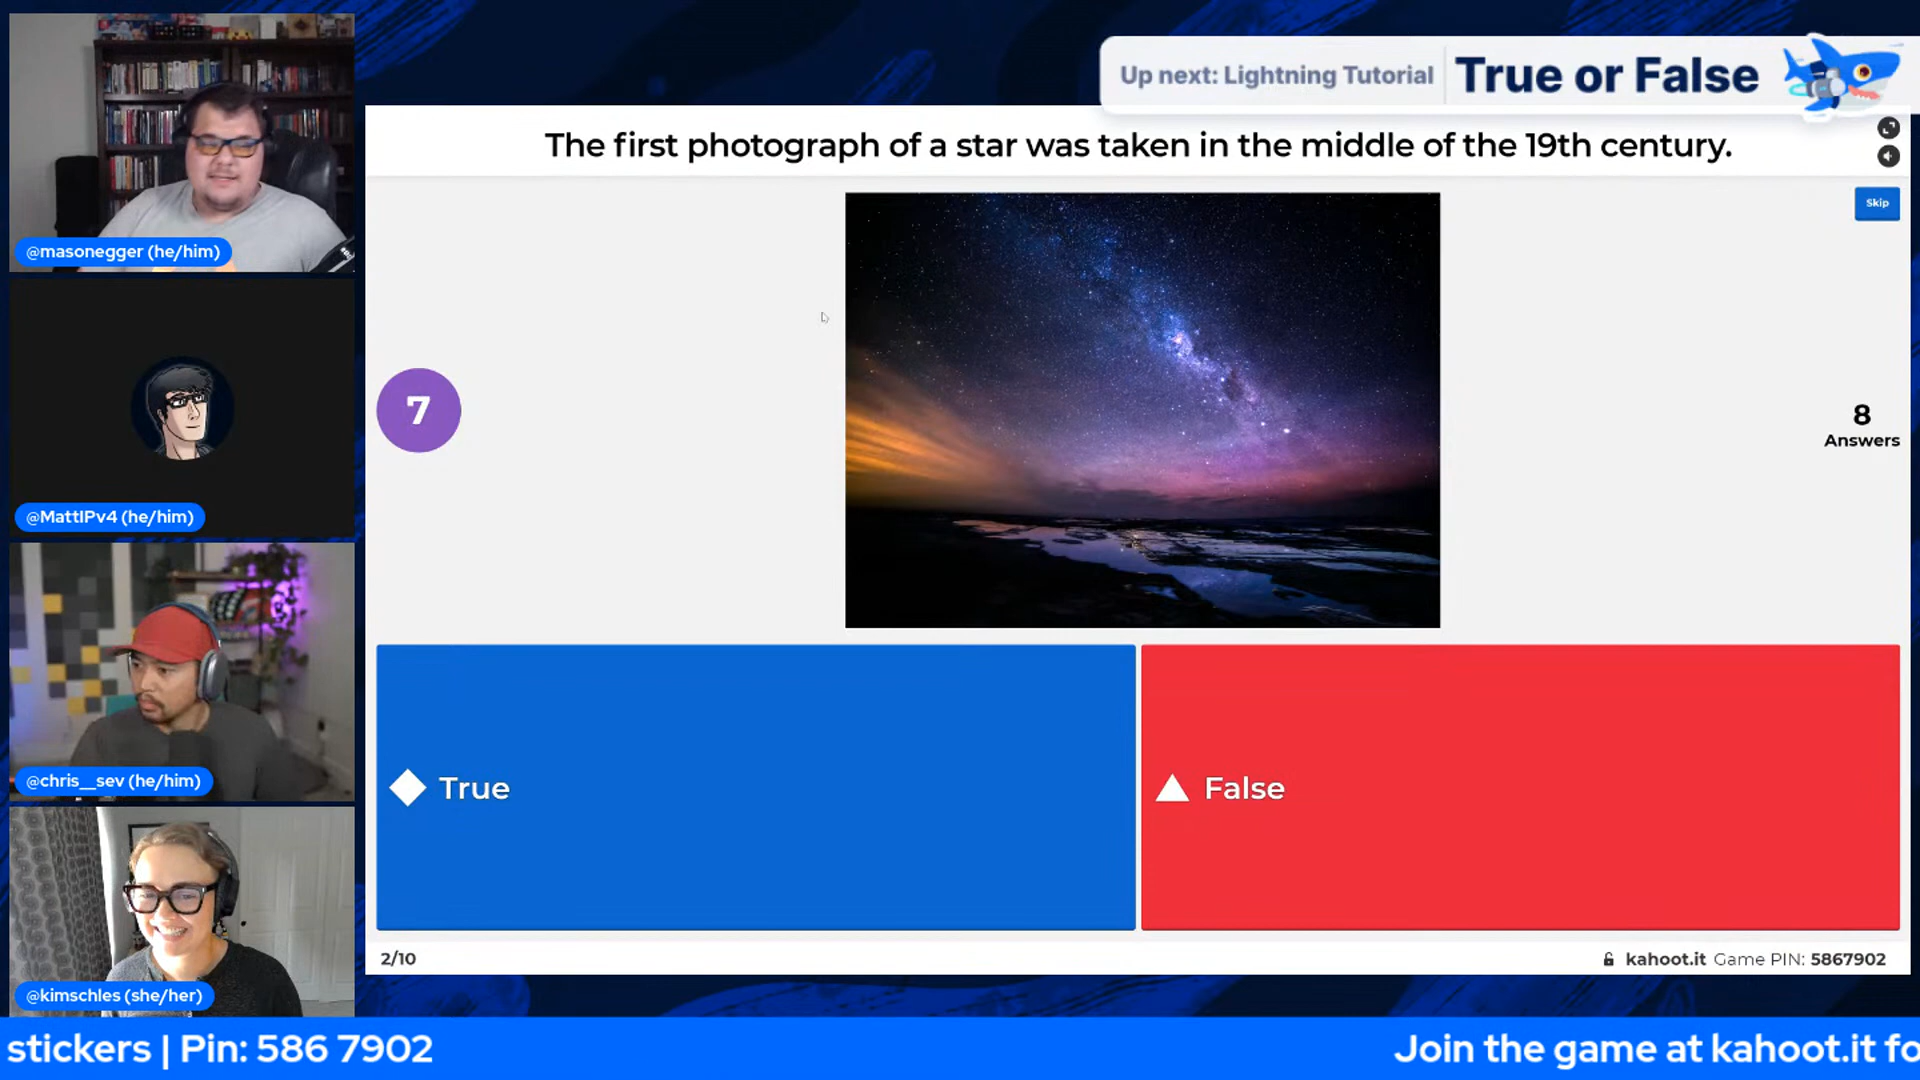 Up next: Lightning Tutorial
True or False
The first photograph of a star was taken in the middle of the 19th century.
Skip
@masonegger (he/him)
7
8
Answers
@MattIPv4 (he/him)
@chris__sev (he/him)
True
False
2/10
kahoot.it Game PIN: 5867902
@kimschles (she/her)
stickers | Pin: 586 7902
Join the game at kahoot.it fo